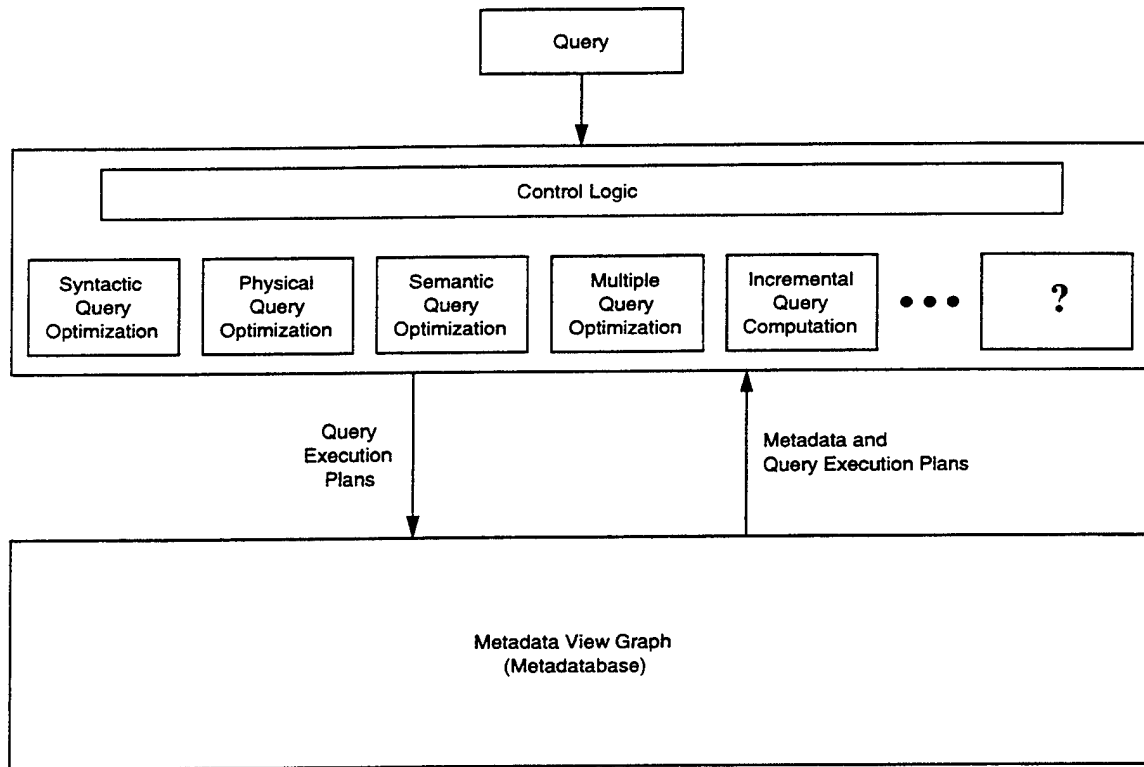 Query
Control Logic
Syntactic
Query
Optimization
Physical
Query
Optimization
Semantic
Query
Optimization
Multiple
Query
Optimization
Incremental
Query
Computation
?
Query
Execution
Plans
Metadata and
Query Execution Plans
Metadata View Graph
(Metadatabase)